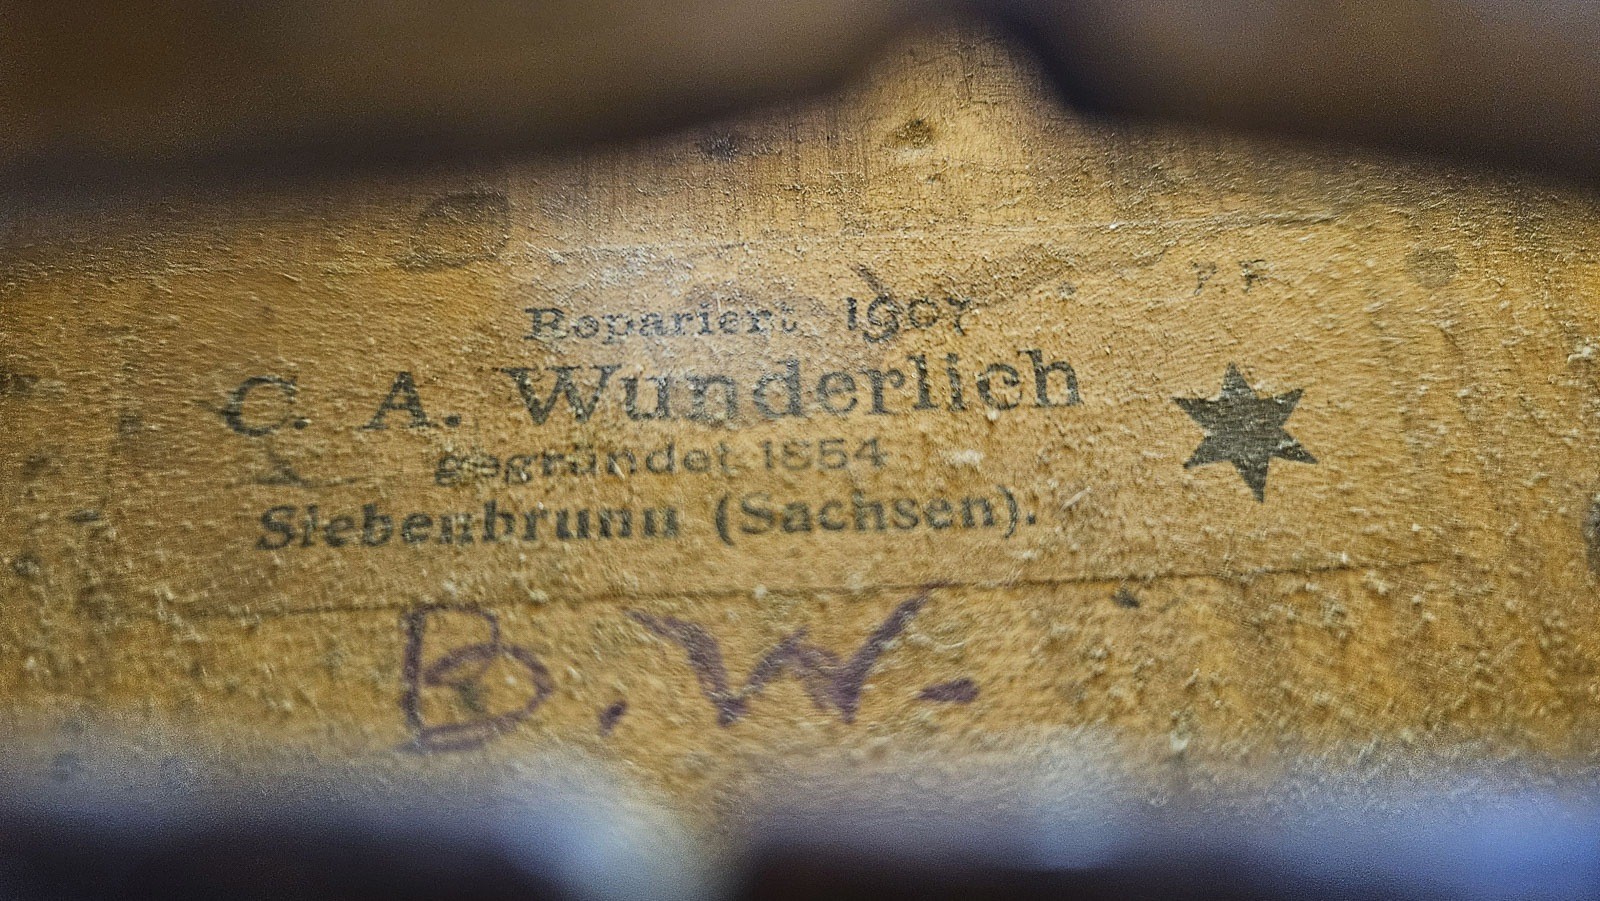 Repariert 1907
C. A. Wunderlich
gegründet 1854
Siebenbrunn (Sachsen).
B. W.